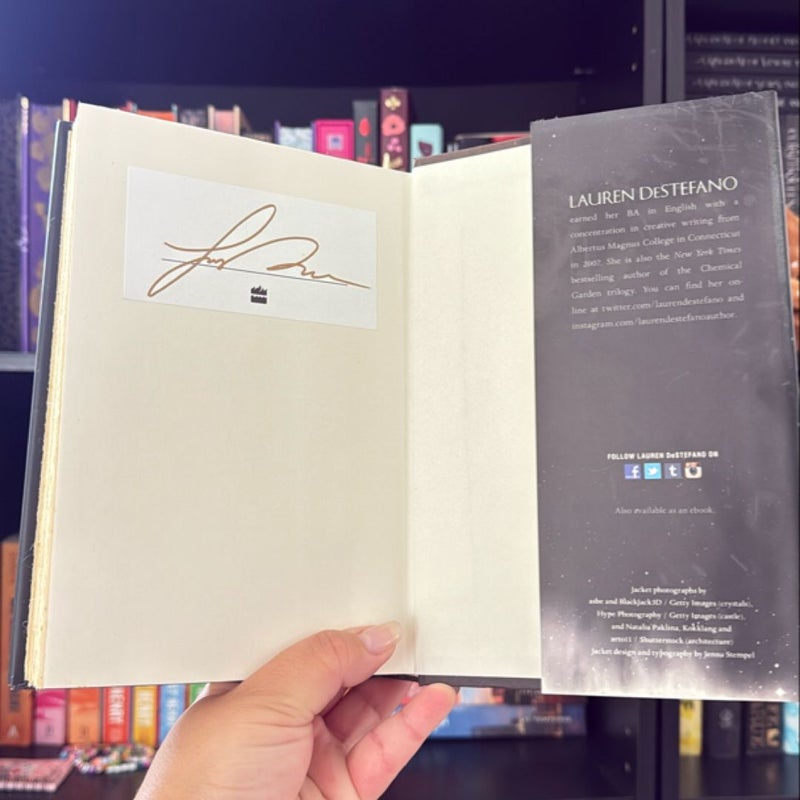 LAUREN DeSTEFANO
earned her BA in English with a
concentration in creative writing from
Albertus Magnus College in Connecticut
in 2007. She is also the New York Times
bestselling author of the Chemical
Garden trilogy. You can find her on-
line at twitter.com/laurendestefano and
instagram.com/laurendestefanoauthor.
FOLLOW LAUREN DeSTEFANO ON
f t
Also available as an ebook.
Jacket photographs by
asbe and BlackJack3D / Getty Images (crystals),
Hype Photography / Getty Images (castle),
and Natalia Paklina, Kokklang and
arto11 / Shutterstock (architecture)
Jacket design and typography by Jenna Stempel